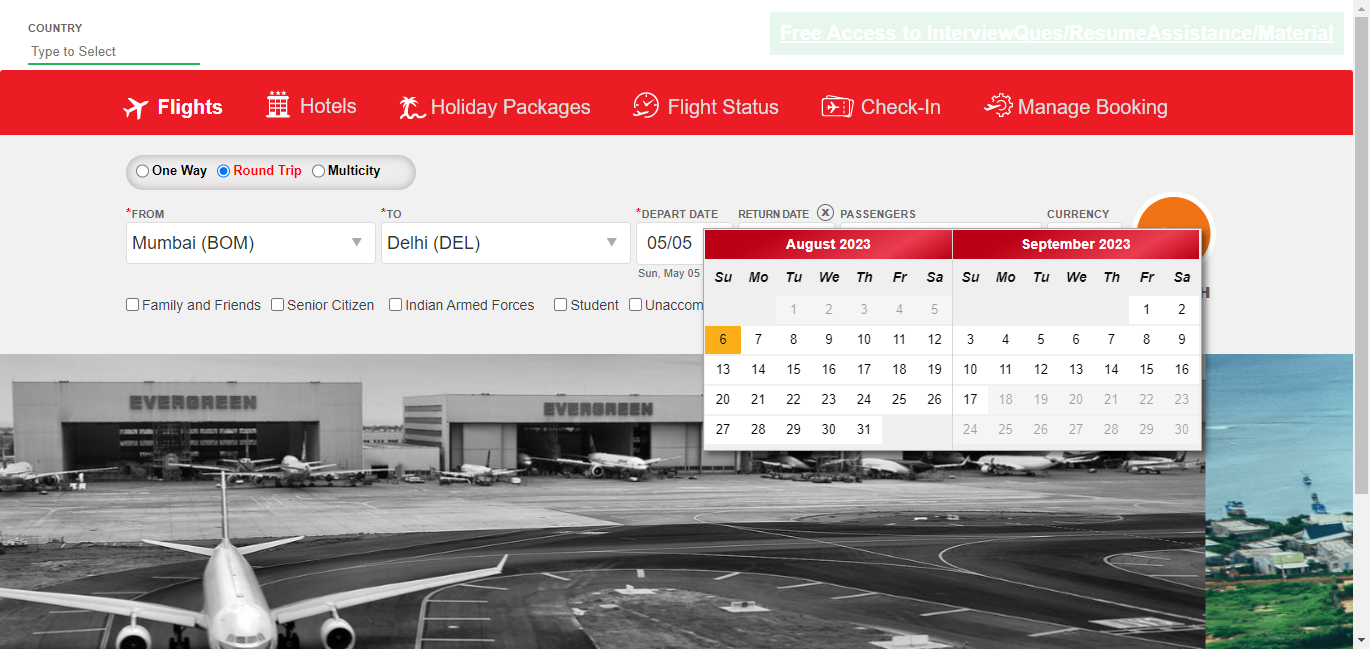 COUNTRY
Type to Select
Free Access to InterviewQues/ResumeAssistance/Material
Flights Hotels Holiday Packages Flight Status Check-In Manage Booking
One Way Round Trip Multicity
*FROM *TO *DEPART DATE RETURN DATE X PASSENGERS CURRENCY
Mumbai (BOM) Delhi (DEL) 05/05
Sun, May 05
Family and Friends Senior Citizen Indian Armed Forces Student Unaccom
H
August 2023 September 2023
Su Mo Tu We Th Fr Sa Su Mo Tu We Th Fr Sa
1 2 3 4 5 1 2
6 7 8 9 10 11 12 3 4 5 6 7 8 9
13 14 15 16 17 18 19 10 11 12 13 14 15 16
20 21 22 23 24 25 26 17 18 19 20 21 22 23
27 28 29 30 31 24 25 26 27 28 29 30
EVERGREEN EVERGREEN